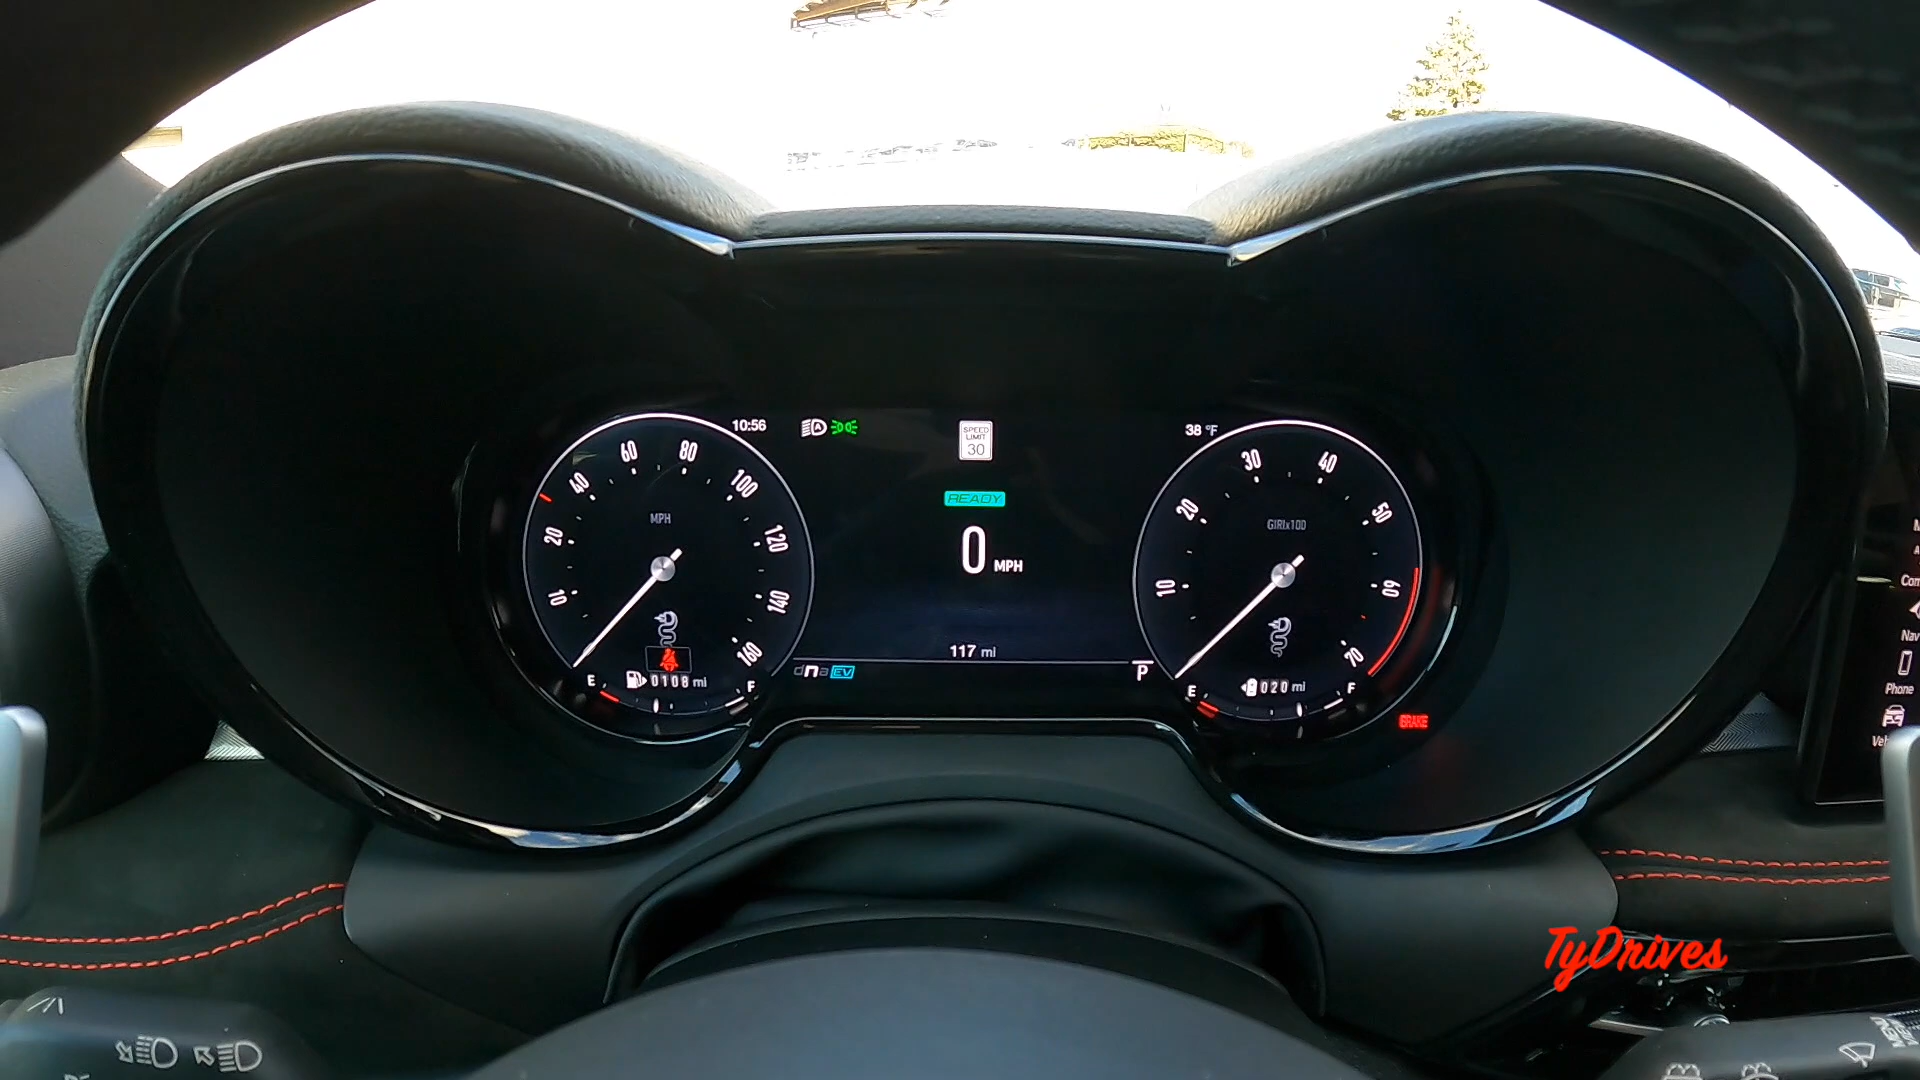 10:56
SPEED
LIMIT
30
38 °F
READY
0 MPH
117 mi
dna EV
P
10
20
40
60
80
100
120
140
160
MPH
E
0108 mi
F
10
20
30
40
50
60
70
GIRIx100
E
020 mi
F
BRAKE
Nav
Phone
TyDrives
MENU